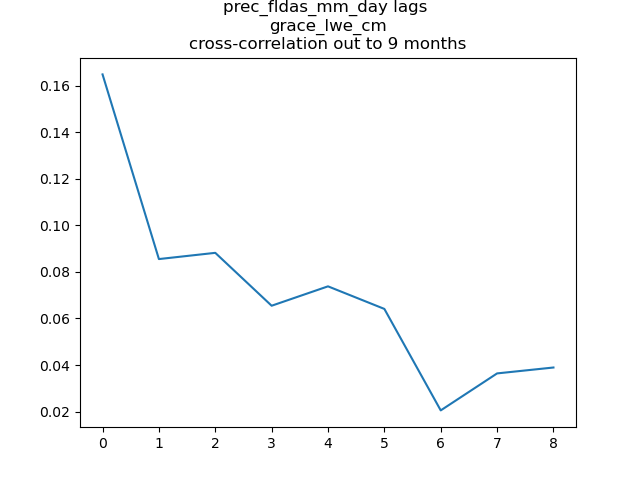 prec_fldas_mm_day lags
grace_lwe_cm
cross-correlation out to 9 months
0.16
0.14
0.12
0.10
0.08
0.06
0.04
0.02
0 1 2 3 4 5 6 7 8